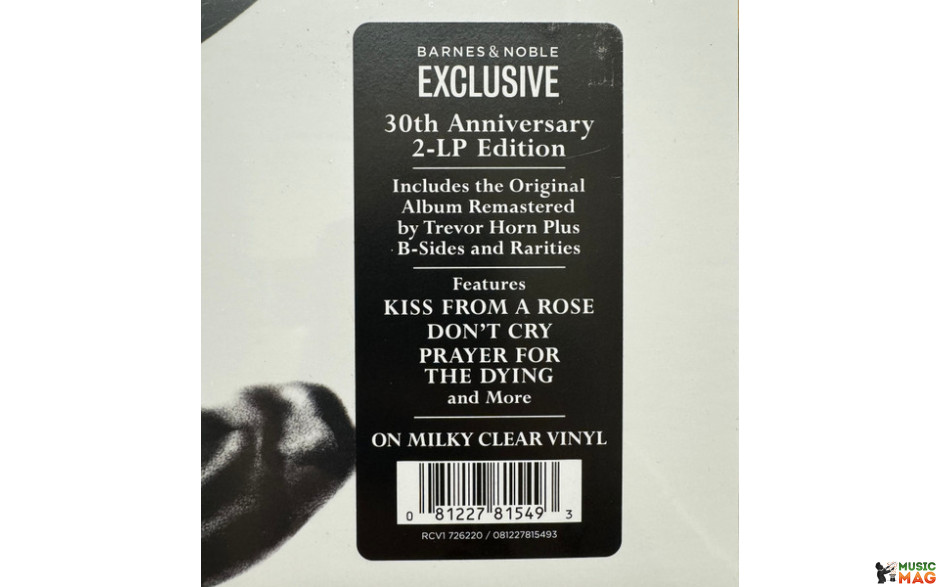 BARNES & NOBLE
EXCLUSIVE
30th Anniversary
2-LP Edition
Includes the Original
Album Remastered
by Trevor Horn Plus
B-Sides and Rarities
Features
KISS FROM A ROSE
DON'T CRY
PRAYER FOR
THE DYING
and More
ON MILKY CLEAR VINYL
0 81227 81549 3
RCV1 726220 / 081227815493
MUSIC
MAG